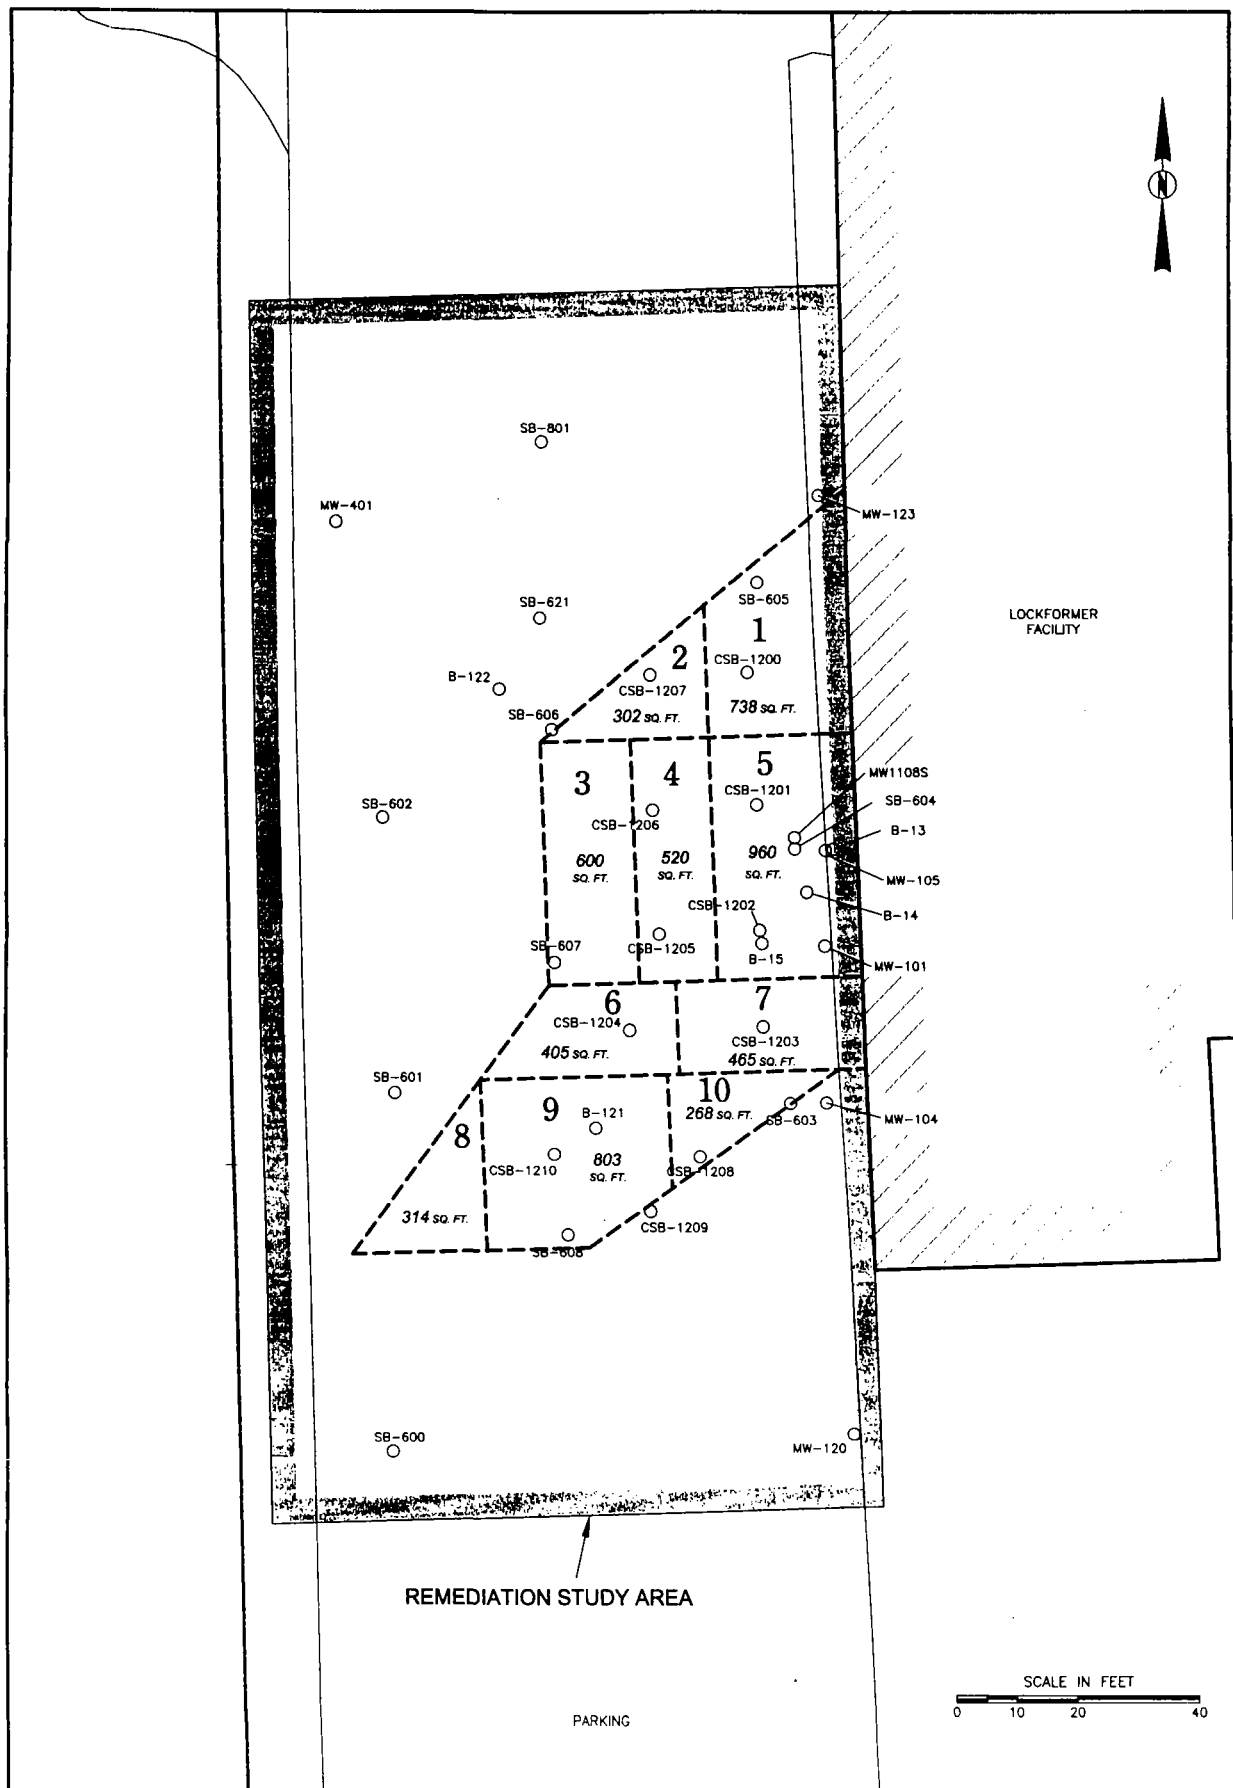 N
SB-801
MW-401
MW-123
SB-605
LOCKFORMER
FACILITY
SB-621
1
2
CSB-1200
B-122
CSB-1207
738 SQ. FT.
302 SQ. FT.
SB-606
3
4
5
MW1108S
CSB-1201
SB-604
SB-602
CSB-1206
B-13
600
SQ. FT.
520
SQ. FT.
960
SQ. FT.
MW-105
CSB-1202
B-14
SB-607
CSB-1205
B-15
MW-101
6
7
CSB-1204
CSB-1203
405 SQ. FT.
465 SQ. FT.
SB-601
10
268 SQ. FT.
9
B-121
SB-603
MW-104
8
803
SQ. FT.
CSB-1210
CSB-1208
314 SQ. FT.
CSB-1209
SB-608
SB-600
MW-120
REMEDIATION STUDY AREA
SCALE IN FEET
0 10 20 40
PARKING